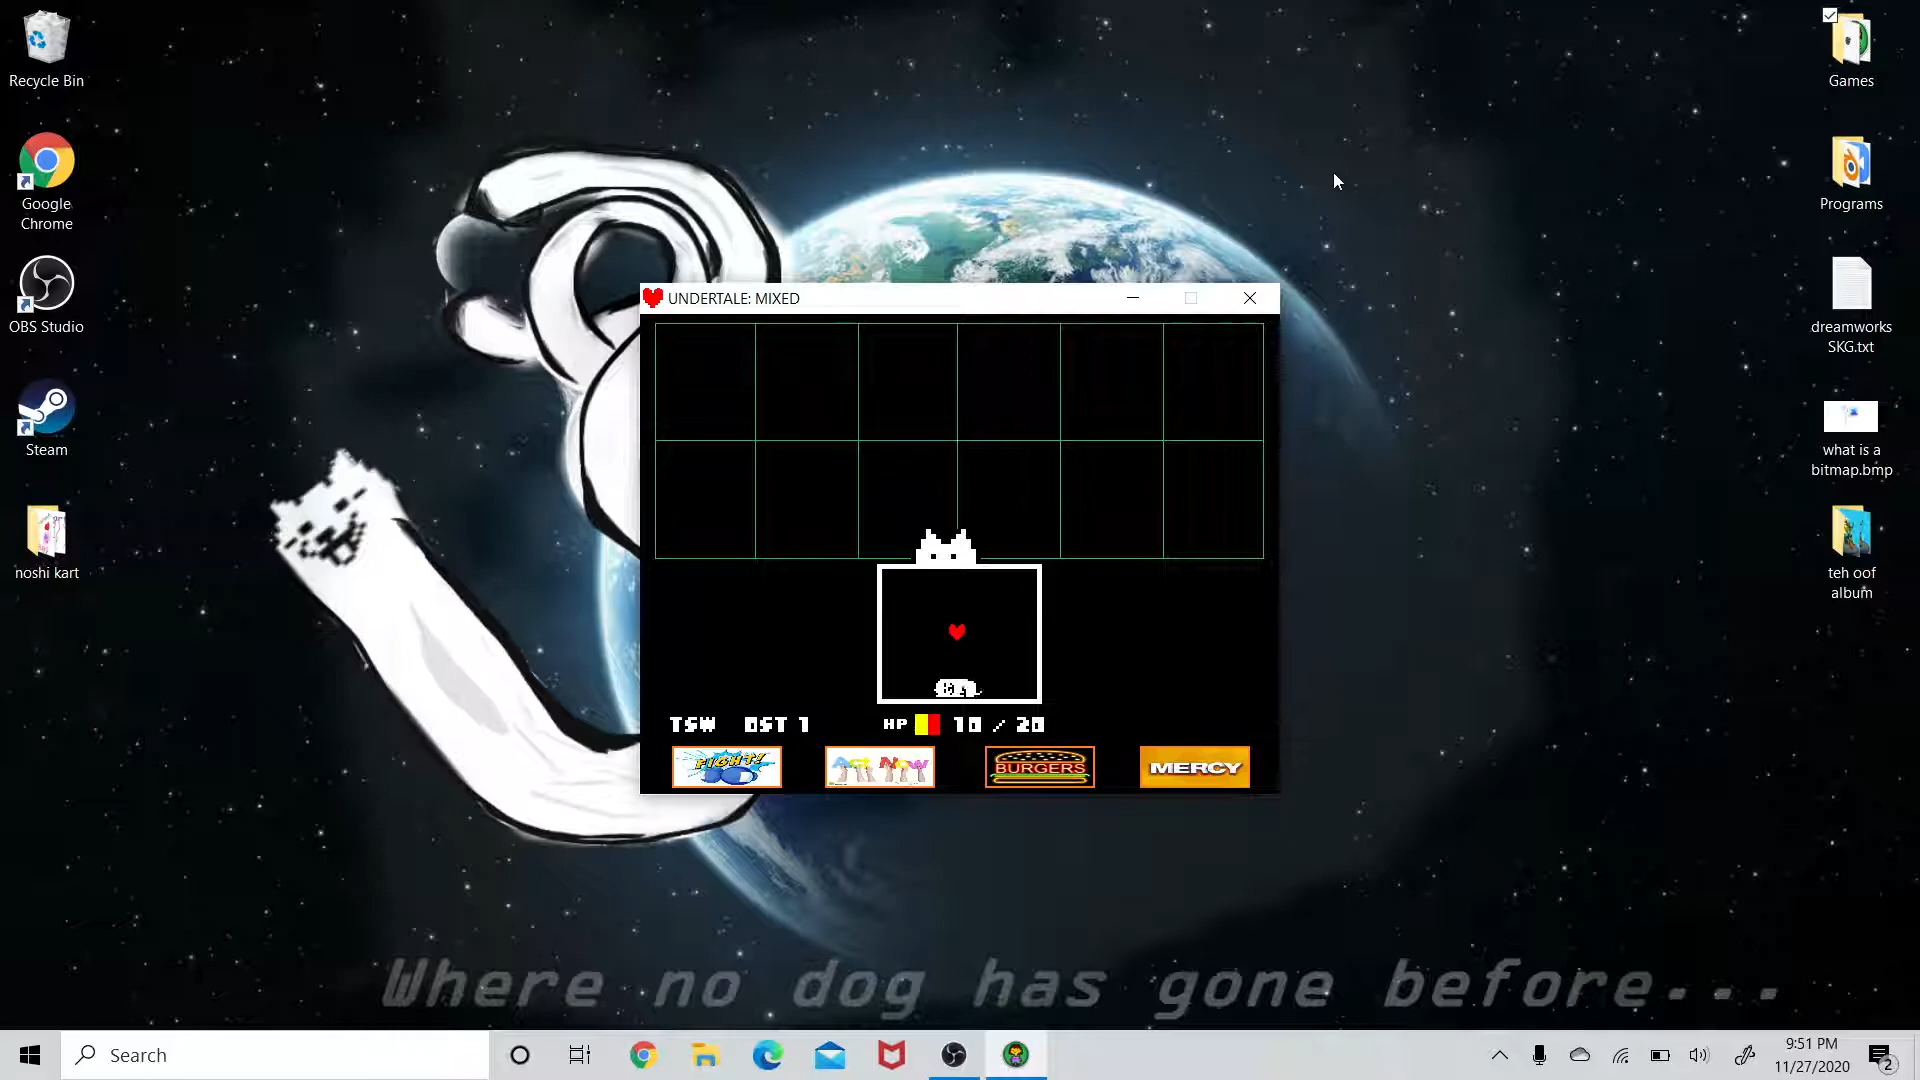 Recycle Bin
Google
Chrome
OBS Studio
Steam
noshi kart
Games
Programs
dreamworks
SKG.txt
what is a
bitmap.bmp
teh oof
album
UNDERTALE: MIXED
TSW OST 1 HP 10 / 20
FIGHT!
Act Now
BURGERS
MERCY
Where no dog has gone before...
Search
9:51 PM
11/27/2020
2